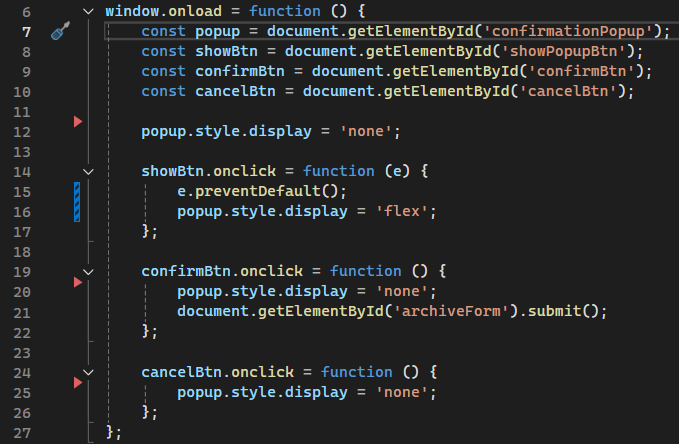 6 window.onload = function () {
7 const popup = document.getElementById('confirmationPopup');
8 const showBtn = document.getElementById('showPopupBtn');
9 const confirmBtn = document.getElementById('confirmBtn');
10 const cancelBtn = document.getElementById('cancelBtn');
11
12 popup.style.display = 'none';
13
14 showBtn.onclick = function (e) {
15 e.preventDefault();
16 popup.style.display = 'flex';
17 };
18
19 confirmBtn.onclick = function () {
20 popup.style.display = 'none';
21 document.getElementById('archiveForm').submit();
22 };
23
24 cancelBtn.onclick = function () {
25 popup.style.display = 'none';
26 };
27 };